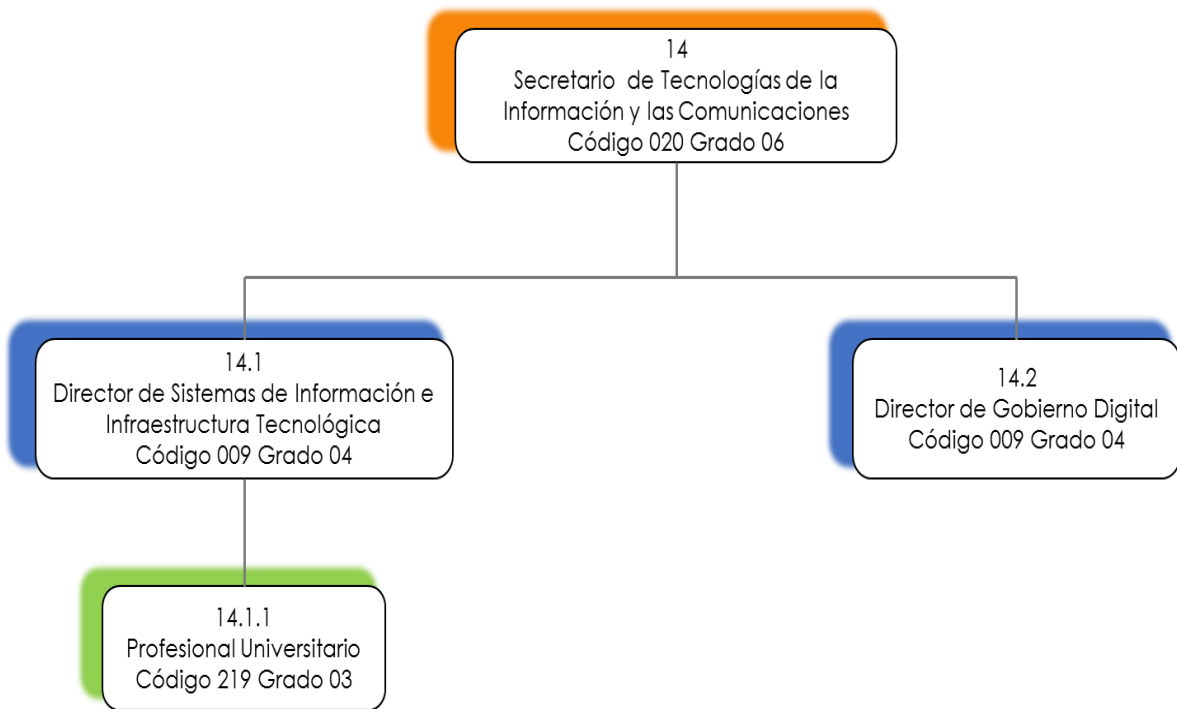 14
Secretario de Tecnologías de la
Información y las Comunicaciones
Código 020 Grado 06
14.1
Director de Sistemas de Información e
Infraestructura Tecnológica
Código 009 Grado 04
14.2
Director de Gobierno Digital
Código 009 Grado 04
14.1.1
Profesional Universitario
Código 219 Grado 03